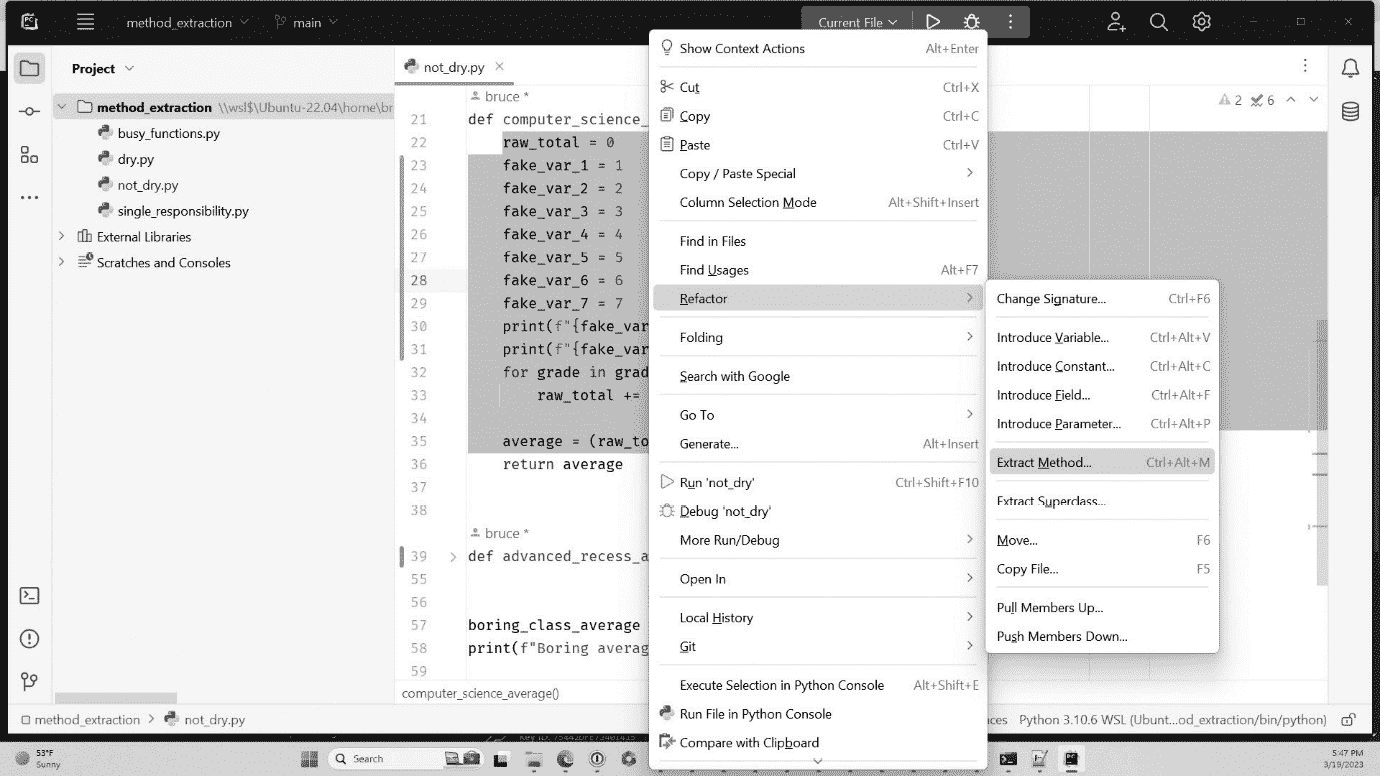 PC
method_extraction
main
Current File
Project
not_dry.py
method_extraction \\wsl$\Ubuntu-22.04\home\br
busy_functions.py
dry.py
not_dry.py
single_responsibility.py
External Libraries
Scratches and Consoles
2 6
bruce *
21 def computer_science_
22 raw_total = 0
23 fake_var_1 = 1
24 fake_var_2 = 2
25 fake_var_3 = 3
26 fake_var_4 = 4
27 fake_var_5 = 5
28 fake_var_6 = 6
29 fake_var_7 = 7
30 print(f"{fake_var
31 print(f"{fake_var
32 for grade in grad
33 raw_total +=
34
35 average = (raw_to
36 return average
37
38
bruce *
39 def advanced_recess_a
55
56
57 boring_class_average
58 print(f"Boring averag
59
computer_science_average()
Show Context Actions Alt+Enter
Cut Ctrl+X
Copy Ctrl+C
Paste Ctrl+V
Copy / Paste Special
Column Selection Mode Alt+Shift+Insert
Find in Files
Find Usages Alt+F7
Refactor
Folding
Search with Google
Go To
Generate... Alt+Insert
Run 'not_dry' Ctrl+Shift+F10
Debug 'not_dry'
More Run/Debug
Open In
Local History
Git
Execute Selection in Python Console Alt+Shift+E
Run File in Python Console
Compare with Clipboard
Change Signature... Ctrl+F6
Introduce Variable... Ctrl+Alt+V
Introduce Constant... Ctrl+Alt+C
Introduce Field... Ctrl+Alt+F
Introduce Parameter... Ctrl+Alt+P
Extract Method... Ctrl+Alt+M
Extract Superclass...
Move... F6
Copy File... F5
Pull Members Up...
Push Members Down...
method_extraction > not_dry.py
ces Python 3.10.6 WSL (Ubunt...od_extraction/bin/python)
53°F
Sunny
Search
5:47 PM
3/19/2023